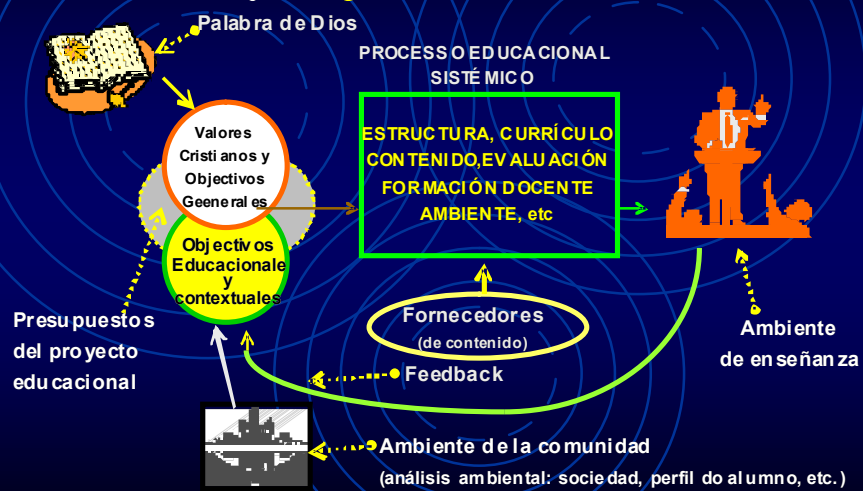 Palabra de Dios
PROCESSO EDUCACIONAL
SISTÉMICO
Valores
Cristianos y
Objectivos
Geenerales
ESTRUCTURA, CURRÍCULO
CONTENIDO,EVALUACIÓN
FORMACIÓN DOCENTE
AMBIENTE, etc
Objectivos
Educacionale
y
contextuales
Presupuestos
del proyecto
educacional
Fornecedores
(de contenido)
Feedback
Ambiente
de enseñanza
Ambiente de la comunidad
(análisis ambiental: sociedad, perfil do alumno, etc.)